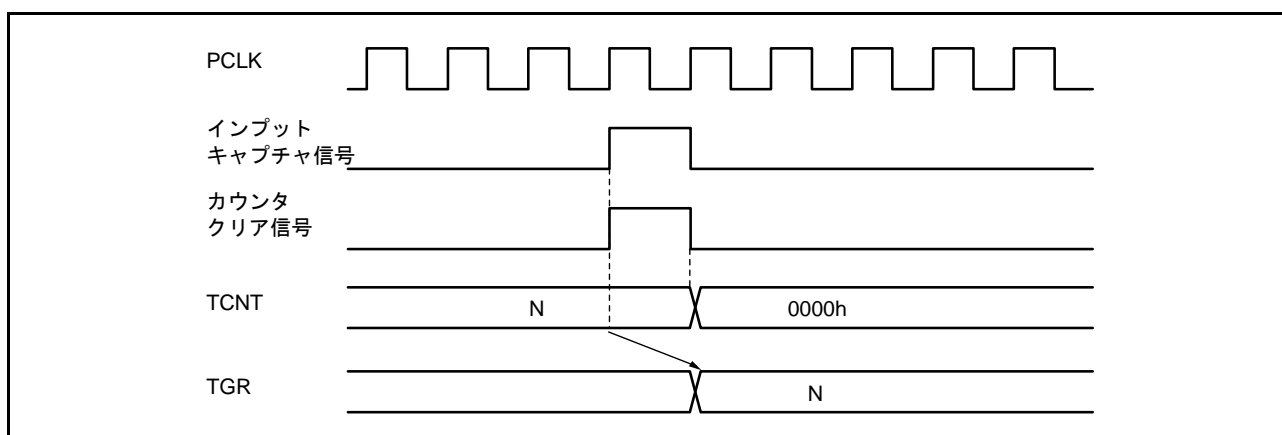 PCLK
インプット
キャプチャ信号
カウンタ
クリア信号
TCNT
N
0000h
TGR
N